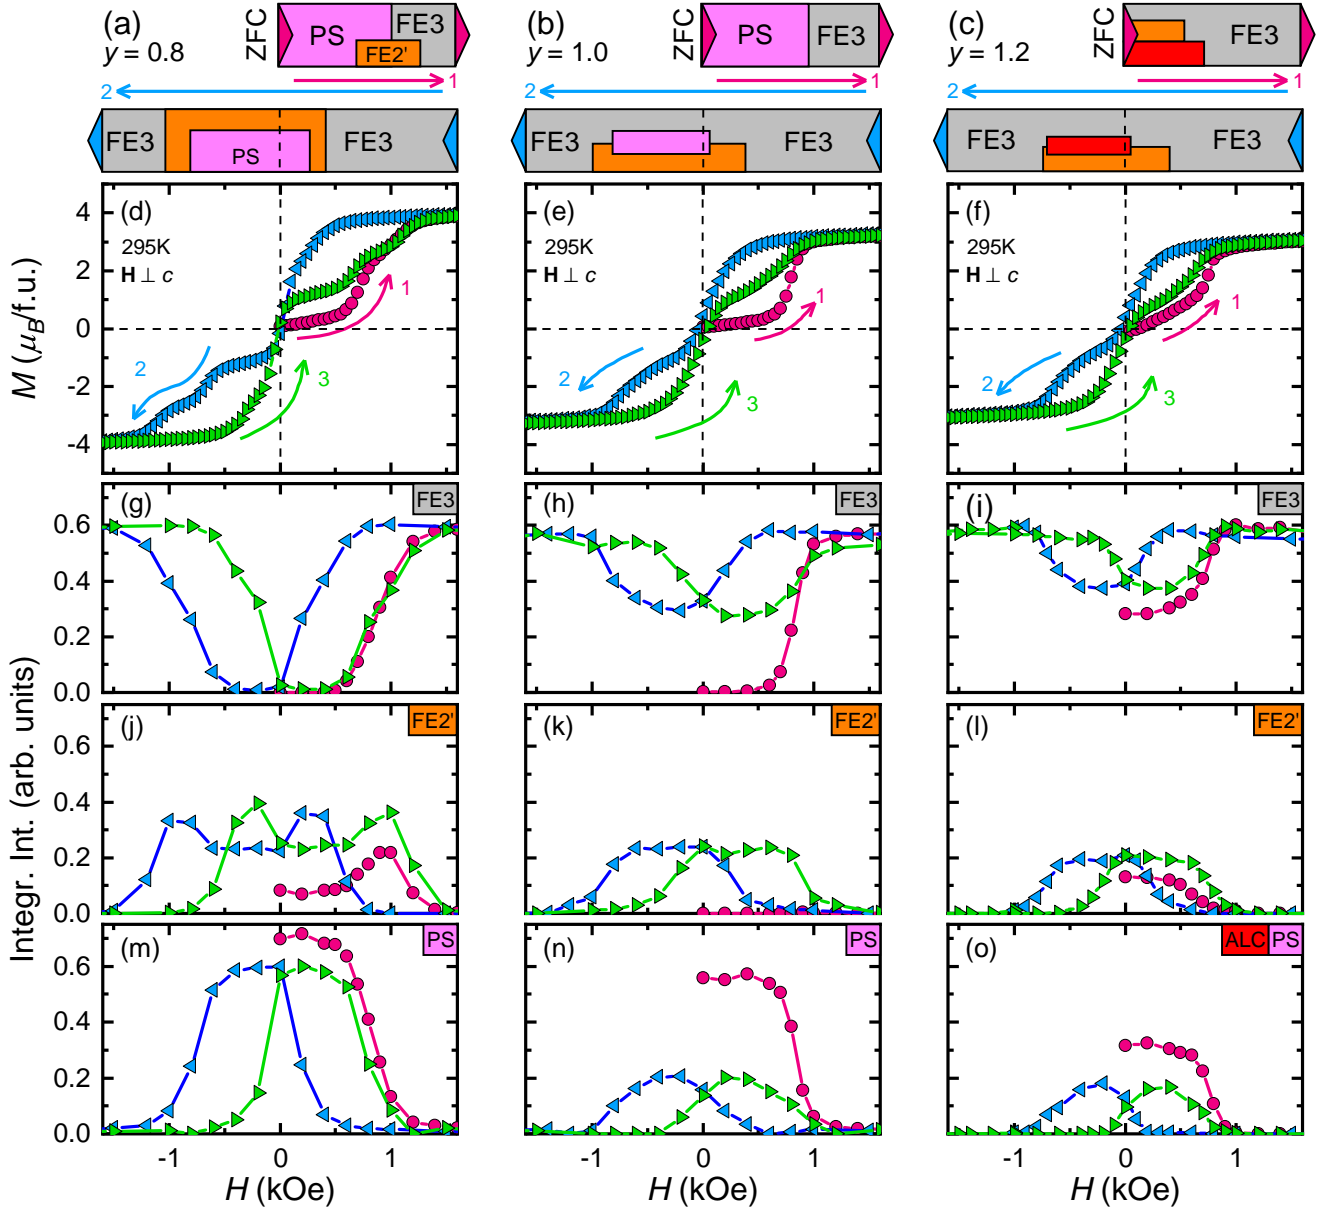 (a)
y = 0.8
ZFC
PS
FE3
FE2'
1
2
FE3
PS
FE3
(b)
y = 1.0
ZFC
PS
FE3
1
2
FE3
FE3
(c)
y = 1.2
ZFC
FE3
1
2
FE3
FE3
M (μB/f.u.)
4
2
0
-2
-4
(d)
295K
H ⊥ c
1
2
3
(e)
295K
H ⊥ c
1
2
3
(f)
295K
H ⊥ c
1
2
3
Integr. Int. (arb. units)
(g)
FE3
0.6
0.4
0.2
0.0
(h)
FE3
(i)
FE3
(j)
FE2'
0.6
0.4
0.2
0.0
(k)
FE2'
(l)
FE2'
(m)
PS
0.6
0.4
0.2
0.0
(n)
PS
(o)
ALC PS
-1 0 1
H (kOe)
-1 0 1
H (kOe)
-1 0 1
H (kOe)